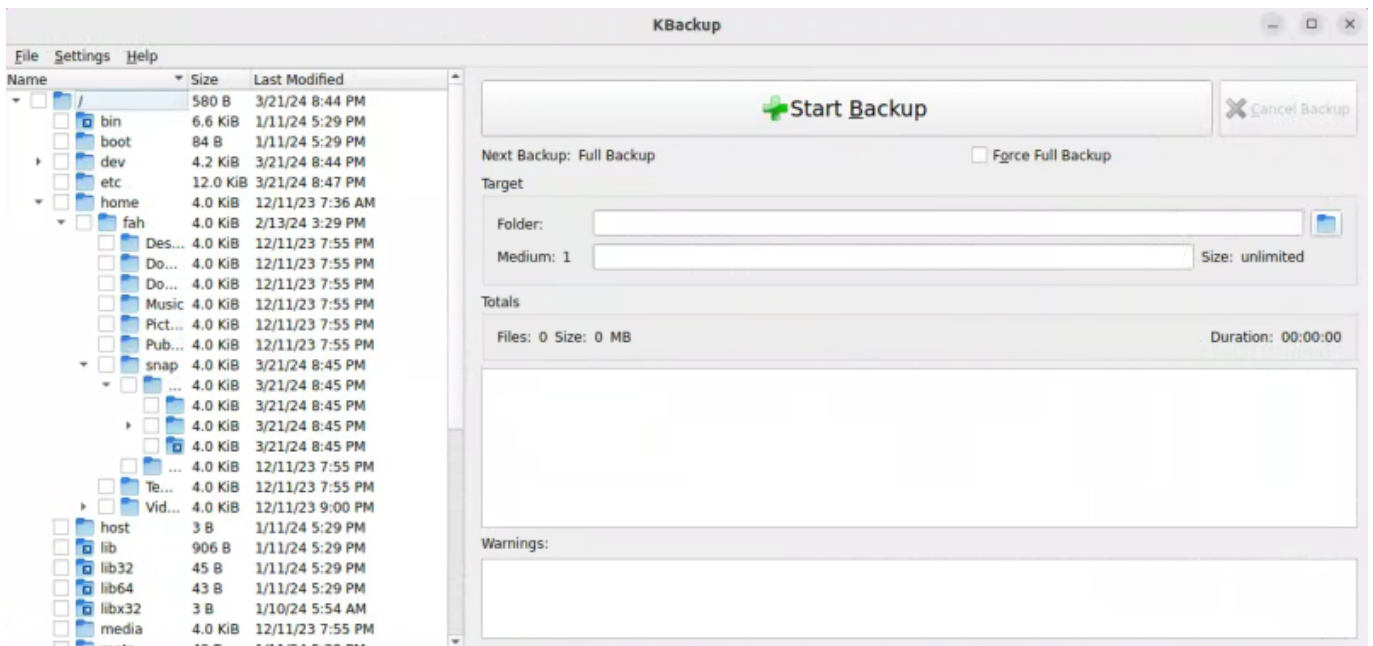 KBackup
File Settings Help
Name Size Last Modified
/ 580 B 3/21/24 8:44 PM
bin 6.6 KiB 1/11/24 5:29 PM
boot 84 B 1/11/24 5:29 PM
dev 4.2 KiB 3/21/24 8:44 PM
etc 12.0 KiB 3/21/24 8:47 PM
home 4.0 KiB 12/11/23 7:36 AM
fah 4.0 KiB 2/13/24 3:29 PM
Des... 4.0 KiB 12/11/23 7:55 PM
Do... 4.0 KiB 12/11/23 7:55 PM
Do... 4.0 KiB 12/11/23 7:55 PM
Music 4.0 KiB 12/11/23 7:55 PM
Pict... 4.0 KiB 12/11/23 7:55 PM
Pub... 4.0 KiB 12/11/23 7:55 PM
snap 4.0 KiB 3/21/24 8:45 PM
... 4.0 KiB 3/21/24 8:45 PM
4.0 KiB 3/21/24 8:45 PM
4.0 KiB 3/21/24 8:45 PM
4.0 KiB 3/21/24 8:45 PM
... 4.0 KiB 12/11/23 7:55 PM
Te... 4.0 KiB 12/11/23 7:55 PM
Vid... 4.0 KiB 12/11/23 9:00 PM
host 3 B 1/11/24 5:29 PM
lib 906 B 1/11/24 5:29 PM
lib32 45 B 1/11/24 5:29 PM
lib64 43 B 1/11/24 5:29 PM
libx32 3 B 1/10/24 5:54 AM
media 4.0 KiB 12/11/23 7:55 PM
Start Backup
Cancel Backup
Next Backup: Full Backup
Force Full Backup
Target
Folder:
Medium: 1
Size: unlimited
Totals
Files: 0 Size: 0 MB
Duration: 00:00:00
Warnings: